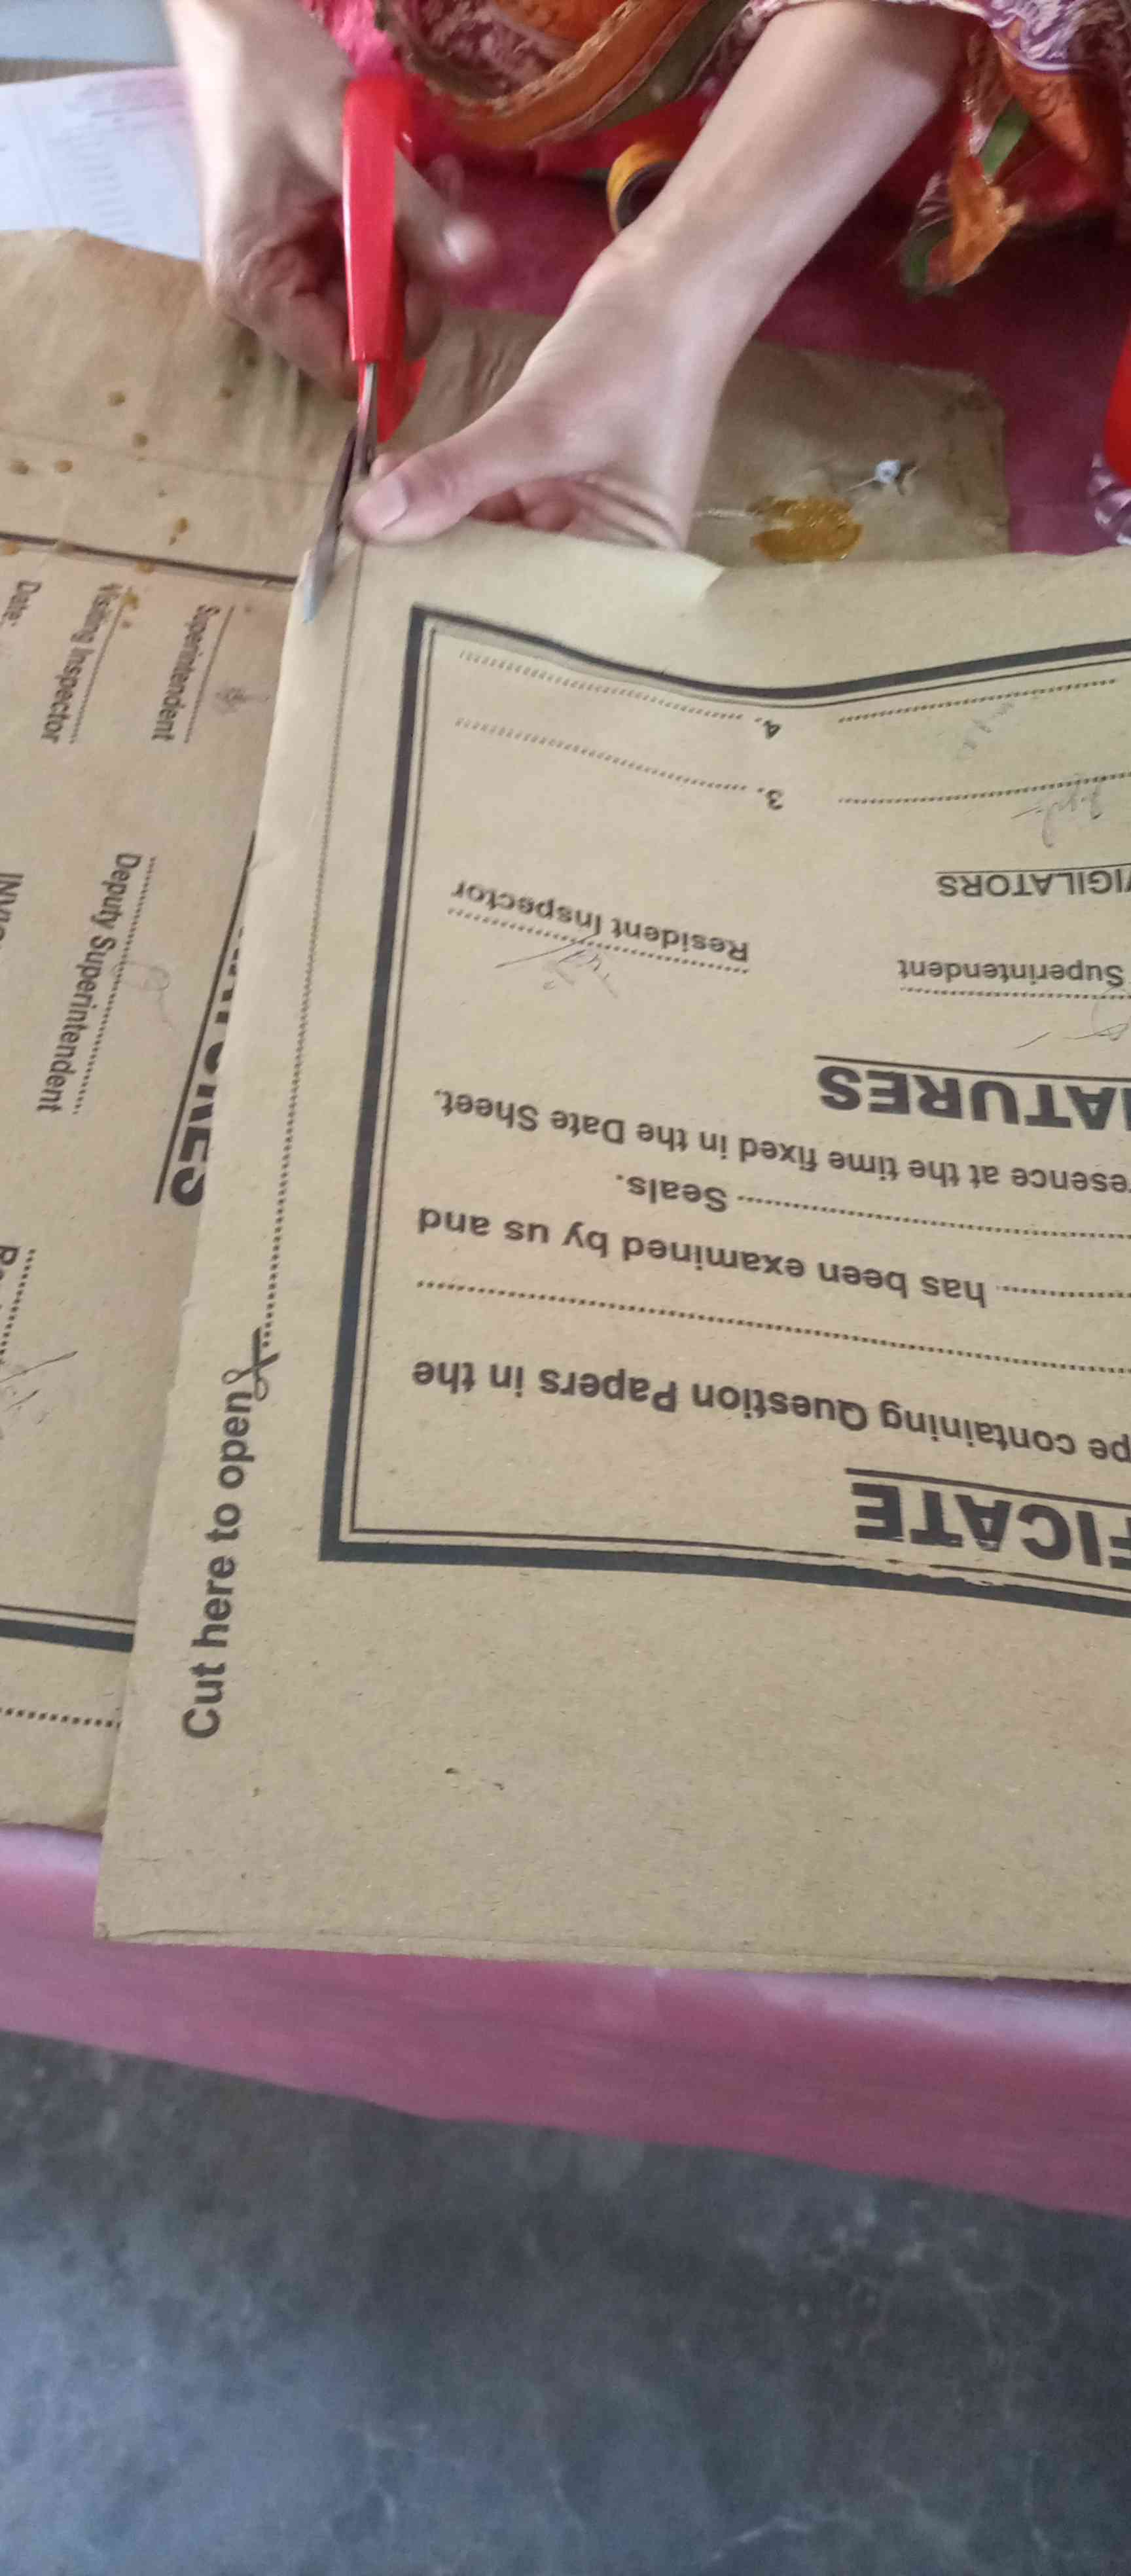 FICATE
pe containing Question Papers in the
has been examined by us and
Seals.
esence at the time fixed in the Date Sheet.
ATURES
Superintendent
Resident Inspector
VIGILATORS
3.
4.
Cut here to open
Superintendent
Visiting Inspector
Date:
Deputy Superintendent